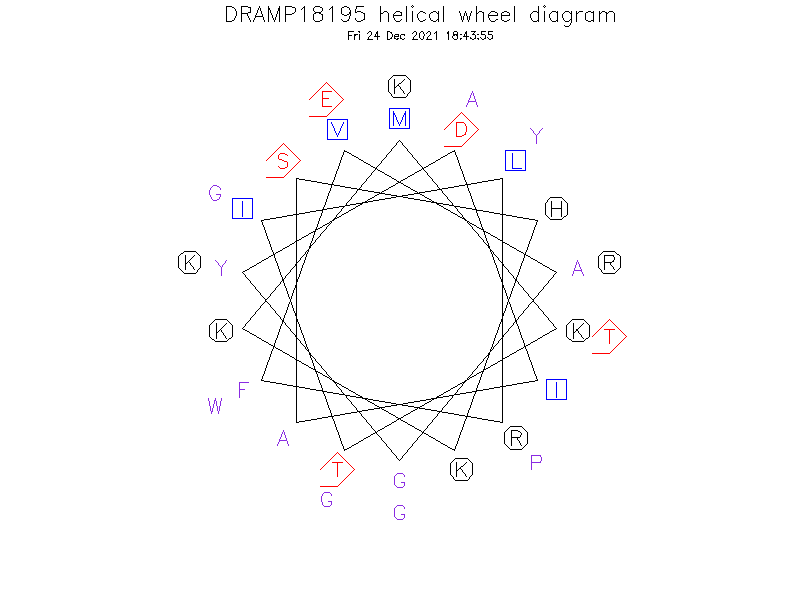 DRAMP18195 helical wheel diagram
Fri 24 Dec 2021 18:43:55
K
E A
M
V D Y
S L
G I H
K Y A R
K K T
W F I
A R P
T K
G G
G